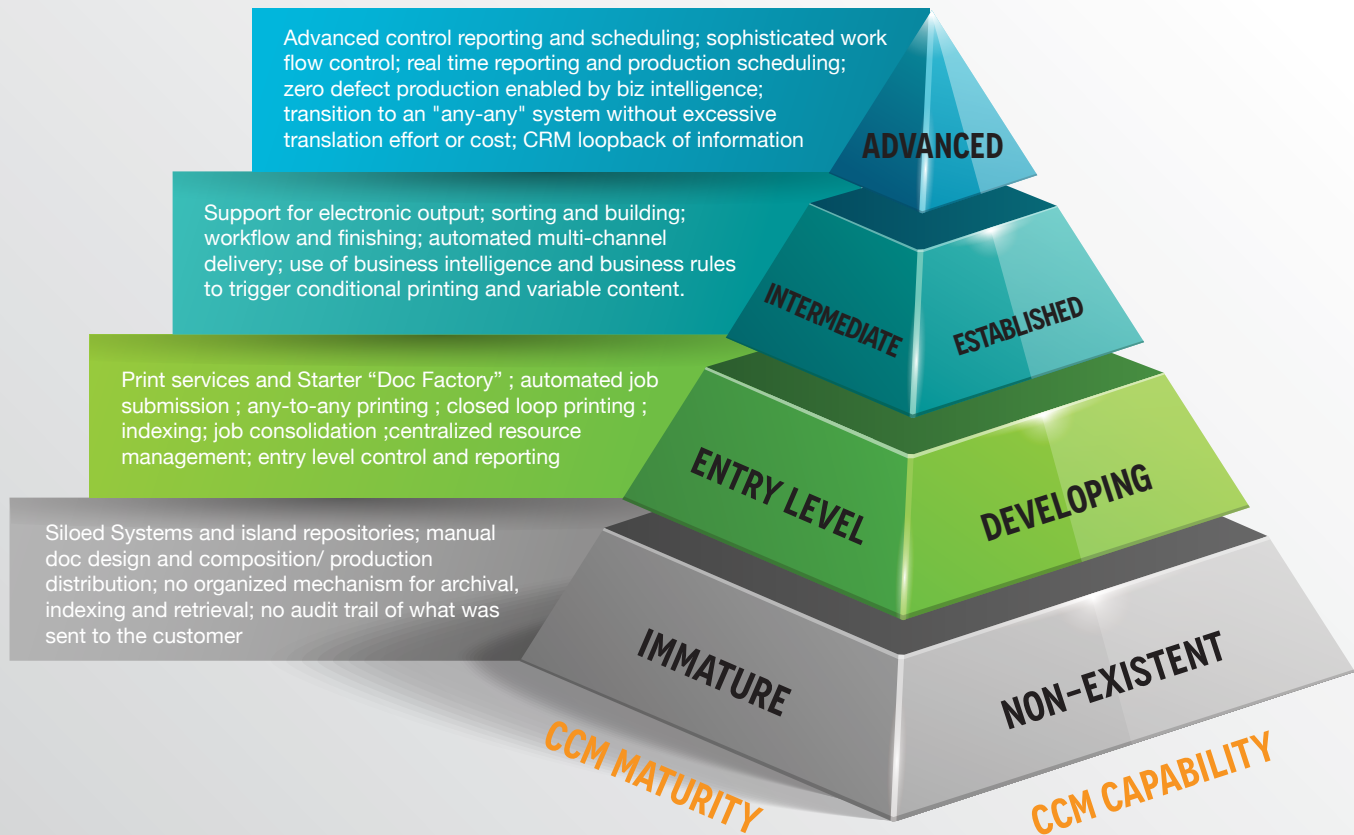 Advanced control reporting and scheduling; sophisticated work
flow control; real time reporting and production scheduling;
zero defect production enabled by biz intelligence;
transition to an "any-any" system without excessive
translation effort or cost; CRM loopback of information
ADVANCED
Support for electronic output; sorting and building;
workflow and finishing; automated multi-channel
delivery; use of business intelligence and business rules
to trigger conditional printing and variable content.
INTERMEDIATE
ESTABLISHED
Print services and Starter “Doc Factory” ; automated job
submission ; any-to-any printing ; closed loop printing ;
indexing; job consolidation ;centralized resource
management; entry level control and reporting
ENTRY LEVEL
DEVELOPING
Siloed Systems and island repositories; manual
doc design and composition/ production
distribution; no organized mechanism for archival,
indexing and retrieval; no audit trail of what was
sent to the customer
IMMATURE
NON-EXISTENT
CCM MATURITY
CCM CAPABILITY